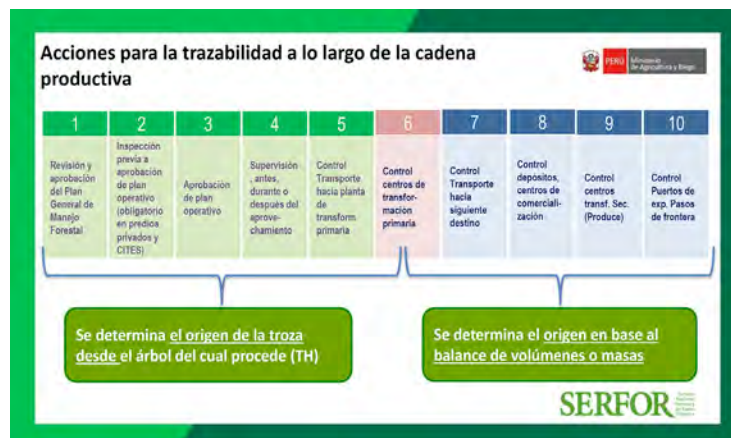 Acciones para la trazabilidad a lo largo de la cadena
productiva
PERÚ
Ministerio
de Agricultura y Riego
1
2
3
4
5
6
7
8
9
10
Revisión y
aprobación
del Plan
General de
Manejo
Forestal
Inspección
previa a
aprobación
de plan
operativo
(obligatorio
en predios
privados y
CITES)
Aprobación
de plan
operativo
Supervisión
, antes,
durante o
después del
aprove-
chamiento
Control
Transporte
hacia planta
de
transform
primaria
Control
centros de
transfor-
mación
primaria
Control
Transporte
hacia
siguiente
destino
Control
depósitos,
centros de
comerciali-
zación
Control
centros
transf. Sec.
(Produce)
Control
Puertos de
exp. Pasos
de frontera
Se determina el origen de la troza
desde el árbol del cual procede (TH)
Se determina el origen en base al
balance de volúmenes o masas
SERFOR